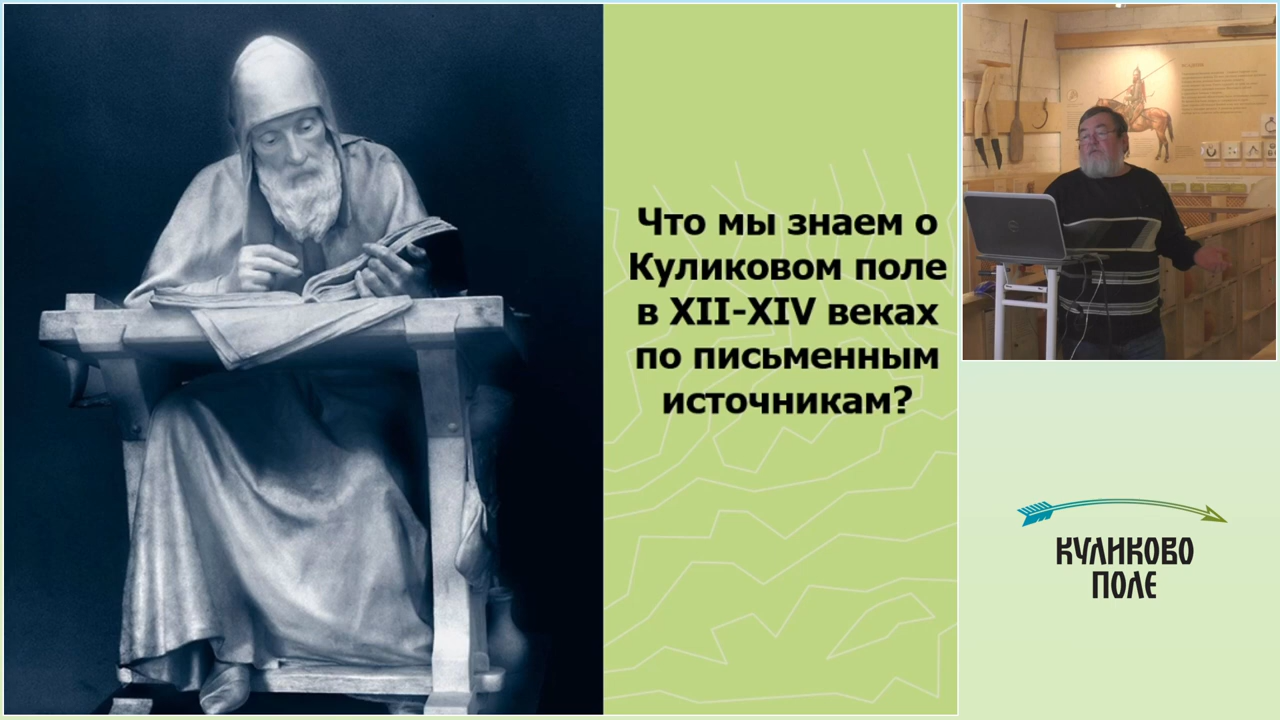 Что мы знаем о
Куликовом поле
в XII-XIV веках
по письменным
источникам?
КУЛИКОВО
ПОЛЕ